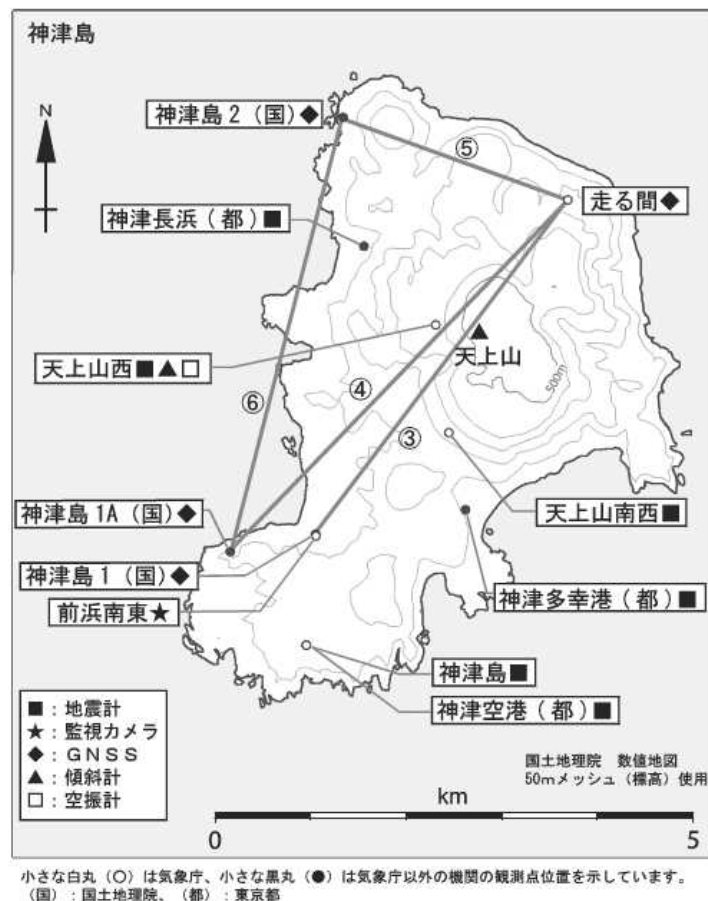 神津島
N
神津島2(国)◆
⑤
走る間◆
神津長浜(都)■
天上山
500m
天上山西■▲□
④
⑥
③
神津島1A(国)◆
天上山南西■
神津島1(国)◆
前浜南東★
神津多幸港(都)■
神津島■
神津空港(都)■
■:地震計
★:監視カメラ
◆:GNSS
▲:傾斜計
□:空振計
国土地理院 数値地図
50mメッシュ(標高)使用
km
0 5
小さな白丸(○)は気象庁、小さな黒丸(●)は気象庁以外の機関の観測点位置を示しています。
(国):国土地理院、(都):東京都